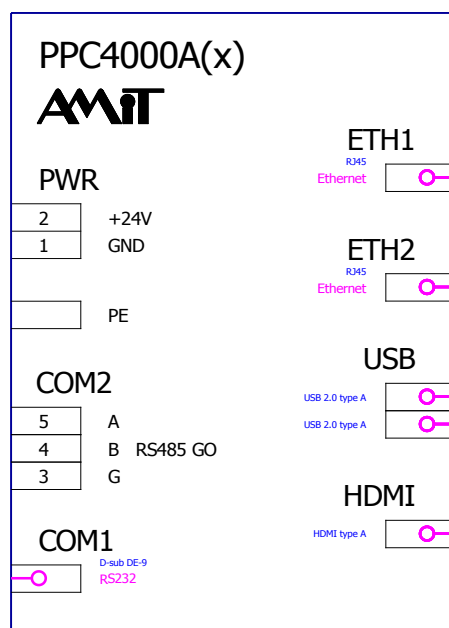 PPC4000A(x)
AMiT
ETH1
RJ45
Ethernet
PWR
2 +24V
1 GND
ETH2
RJ45
Ethernet
PE
USB
USB 2.0 type A
USB 2.0 type A
COM2
5 A
4 B RS485 GO
3 G
HDMI
HDMI type A
COM1
D-sub DE-9
RS232